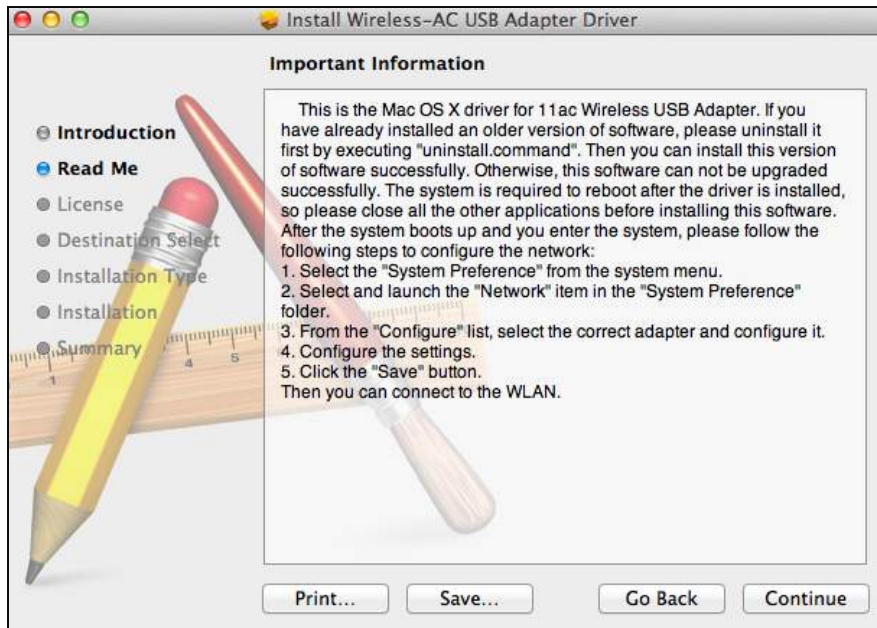 Install Wireless-AC USB Adapter Driver
Important Information
Introduction
Read Me
License
Destination Select
Installation Type
Installation
Summary
This is the Mac OS X driver for 11ac Wireless USB Adapter. If you
have already installed an older version of software, please uninstall it
first by executing "uninstall.command". Then you can install this version
of software successfully. Otherwise, this software can not be upgraded
successfully. The system is required to reboot after the driver is installed,
so please close all the other applications before installing this software.
After the system boots up and you enter the system, please follow the
following steps to configure the network:
1. Select the "System Preference" from the system menu.
2. Select and launch the "Network" item in the "System Preference"
folder.
3. From the "Configure" list, select the correct adapter and configure it.
4. Configure the settings.
5. Click the "Save" button.
Then you can connect to the WLAN.
1 4 5
Print... Save... Go Back Continue